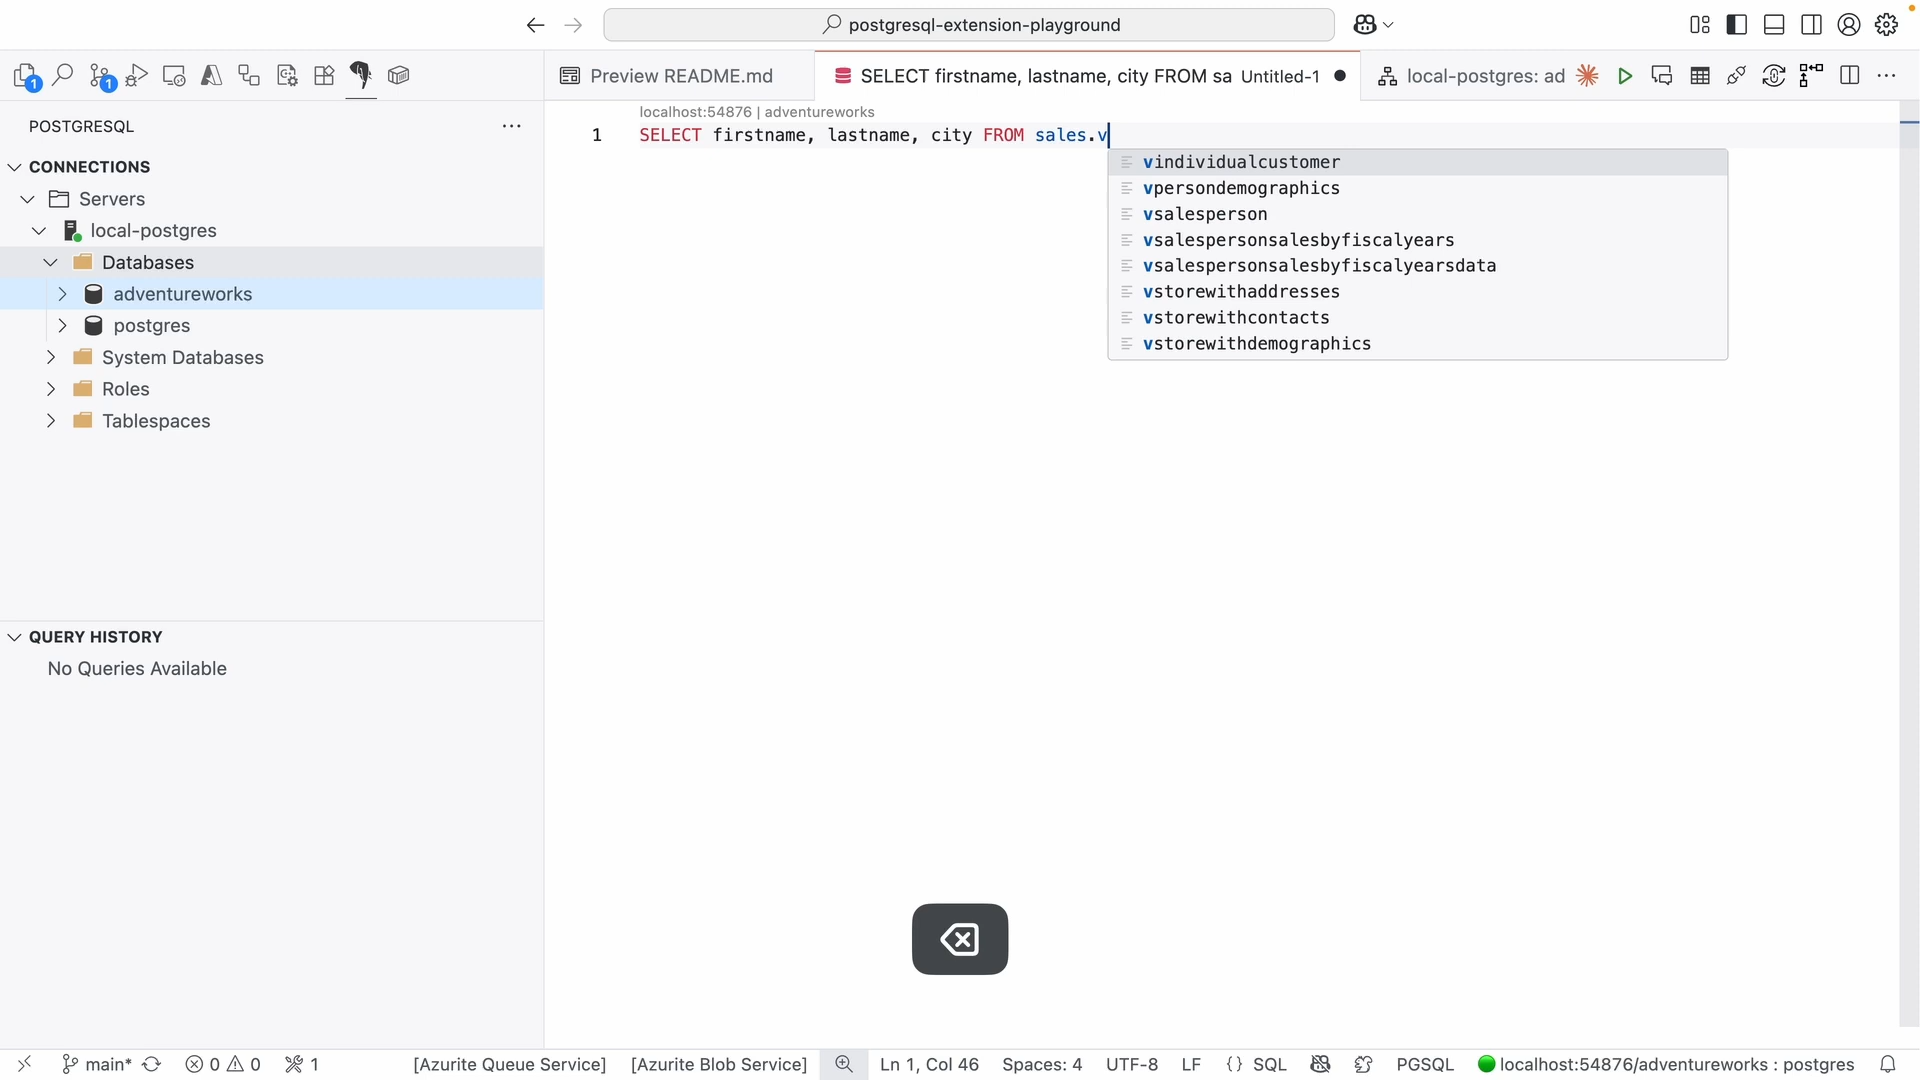 postgresql-extension-playground
1
1
Preview README.md
SELECT firstname, lastname, city FROM sa Untitled-1
local-postgres: ad
POSTGRESQL
localhost:54876 | adventureworks
1 SELECT firstname, lastname, city FROM sales.v
vindividualcustomer
vpersondemographics
vsalesperson
vsalespersonsalesbyfiscalyears
vsalespersonsalesbyfiscalyearsdata
vstorewithaddresses
vstorewithcontacts
vstorewithdemographics
CONNECTIONS
Servers
local-postgres
Databases
adventureworks
postgres
System Databases
Roles
Tablespaces
QUERY HISTORY
No Queries Available
main* 0 0 1 [Azurite Queue Service] [Azurite Blob Service] Ln 1, Col 46 Spaces: 4 UTF-8 LF {} SQL PGSQL localhost:54876/adventureworks : postgres